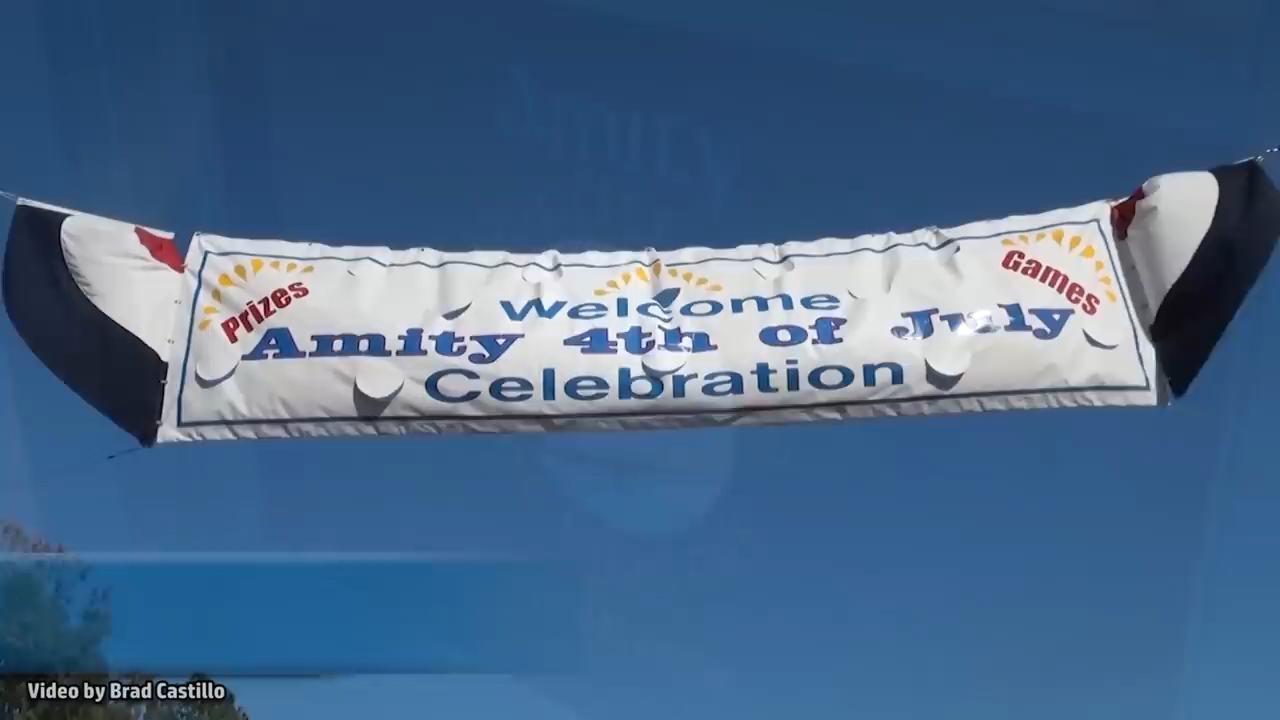 Prizes
Games
Welcome
Amity 4th of July
Celebration
Video by Brad Castillo